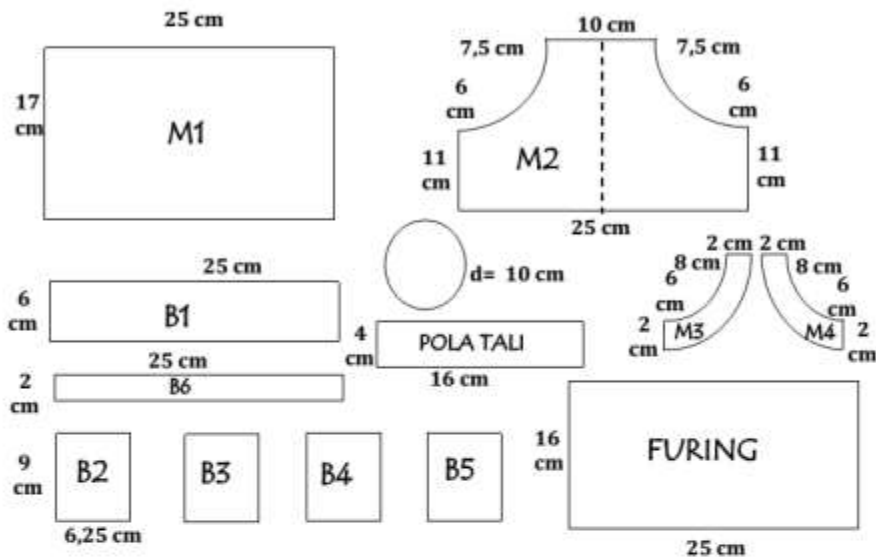 25 cm
17
cm
M1
10 cm
7,5 cm
7,5 cm
6
cm
6
cm
11
cm
M2
11
cm
25 cm
25 cm
6
cm
B1
d= 10 cm
2 cm 2 cm
8 cm
8 cm
6
cm
6
cm
2
cm
M3
M4
2
cm
4
cm
POLA TALI
16 cm
25 cm
2
cm
B6
9
cm
B2
B3
B4
B5
6,25 cm
16
cm
FURING
25 cm